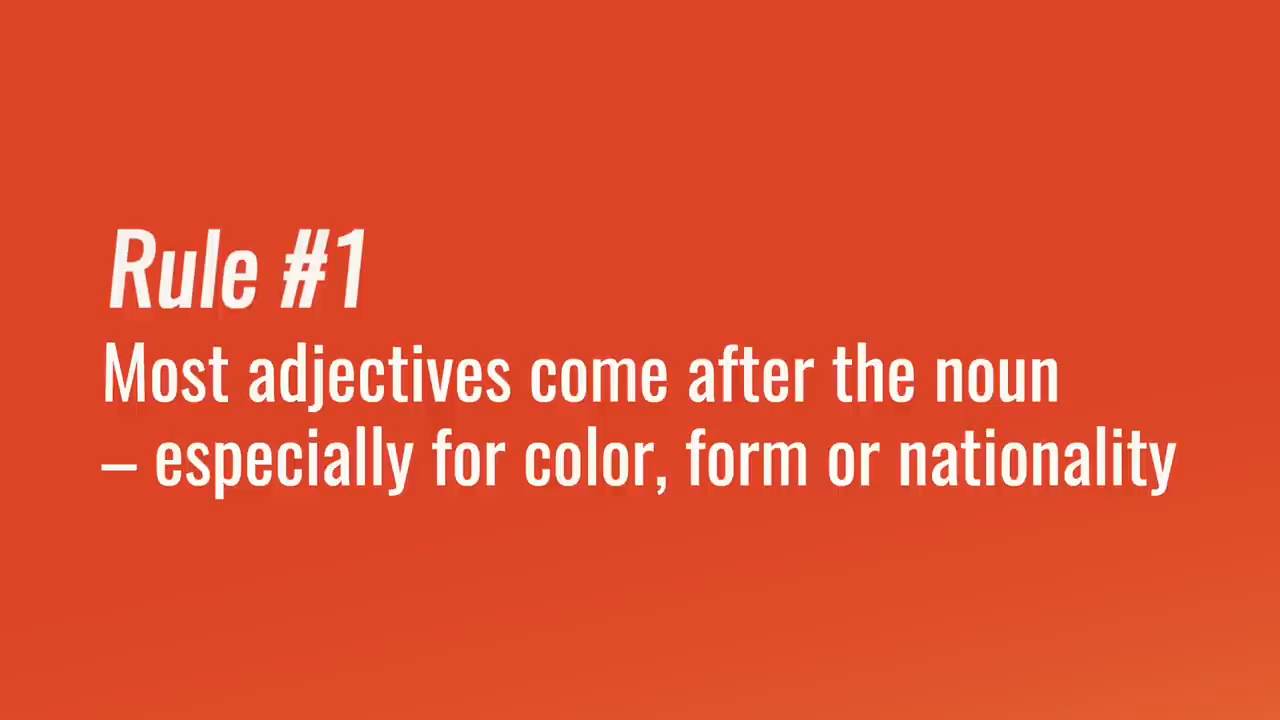 Rule #1
Most adjectives come after the noun
– especially for color, form or nationality